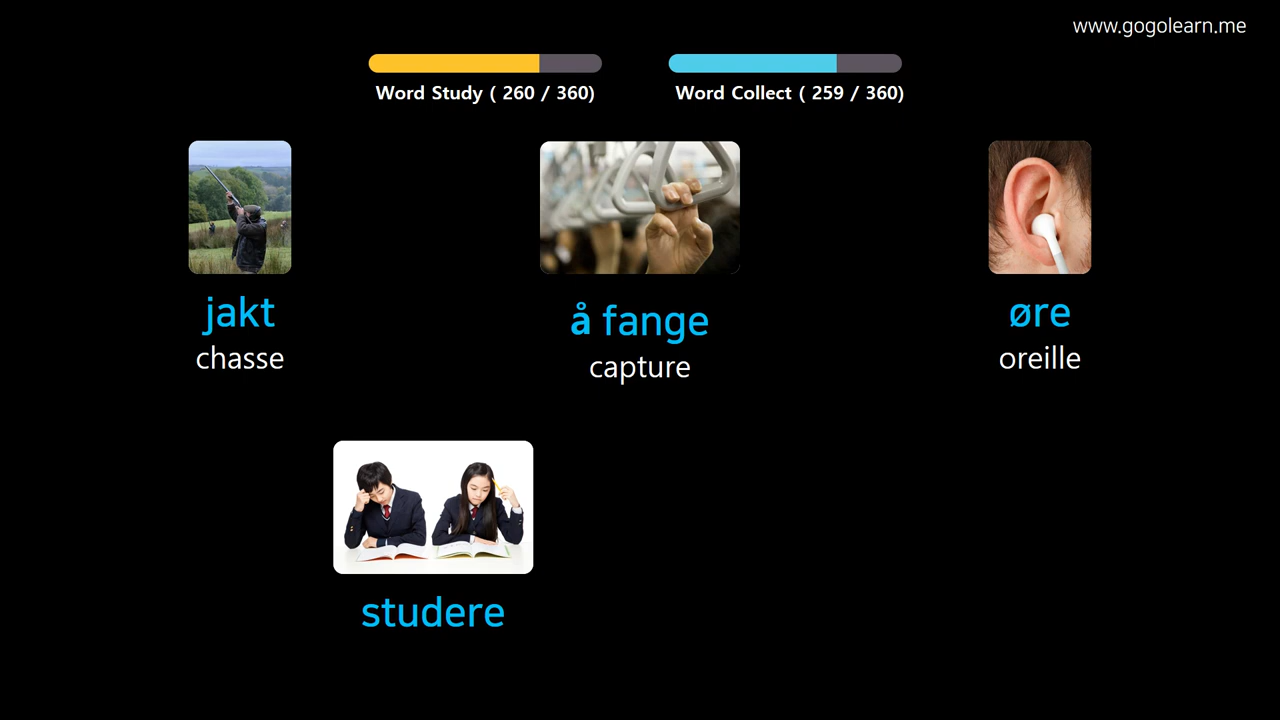 www.gogolearn.me
Word Study ( 260 / 360)
Word Collect ( 259 / 360)
jakt
chasse
å fange
capture
øre
oreille
studere